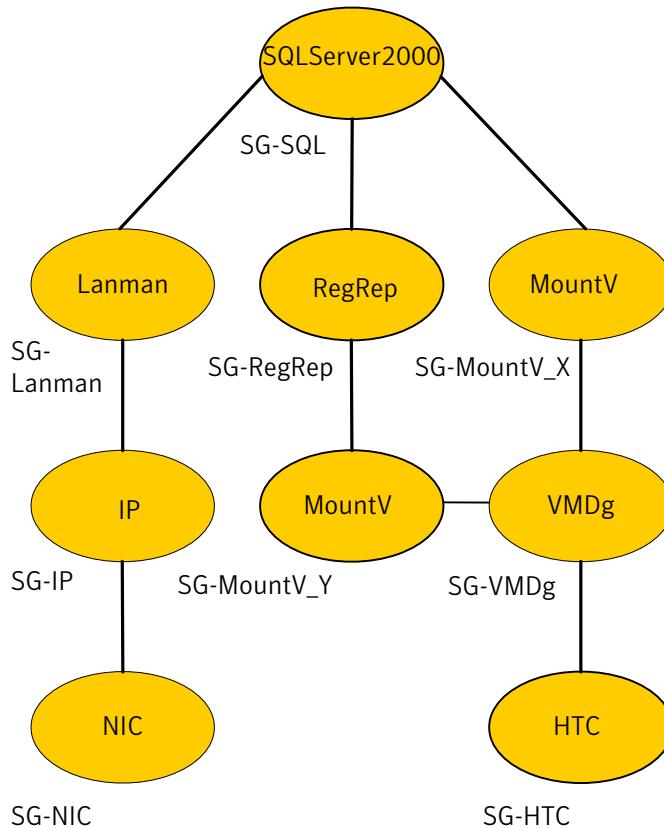 SQLServer2000
SG-SQL
Lanman
RegRep
MountV
SG-
Lanman
SG-RegRep
SG-MountV_X
IP
MountV
VMDg
SG-IP
SG-MountV_Y
SG-VMDg
NIC
HTC
SG-NIC
SG-HTC